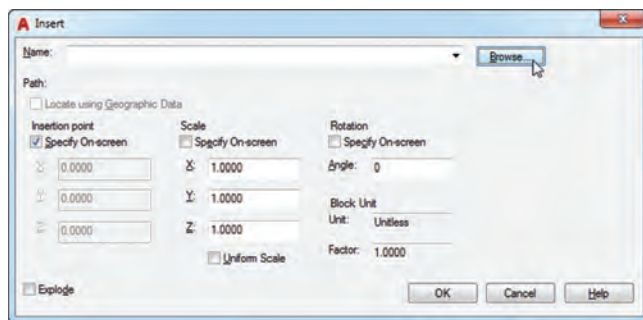 A Insert
Name: Browse...
Path:
Locate using Geographic Data
Insertion point Scale Rotation
Specify On-screen Specify On-screen Specify On-screen
X: 0.0000 X: 1.0000 Angle: 0
Y: 0.0000 Y: 1.0000 Block Unit
Unit: Unitless
Z: 0.0000 Z: 1.0000
Factor: 1.0000
Uniform Scale
Explode OK Cancel Help